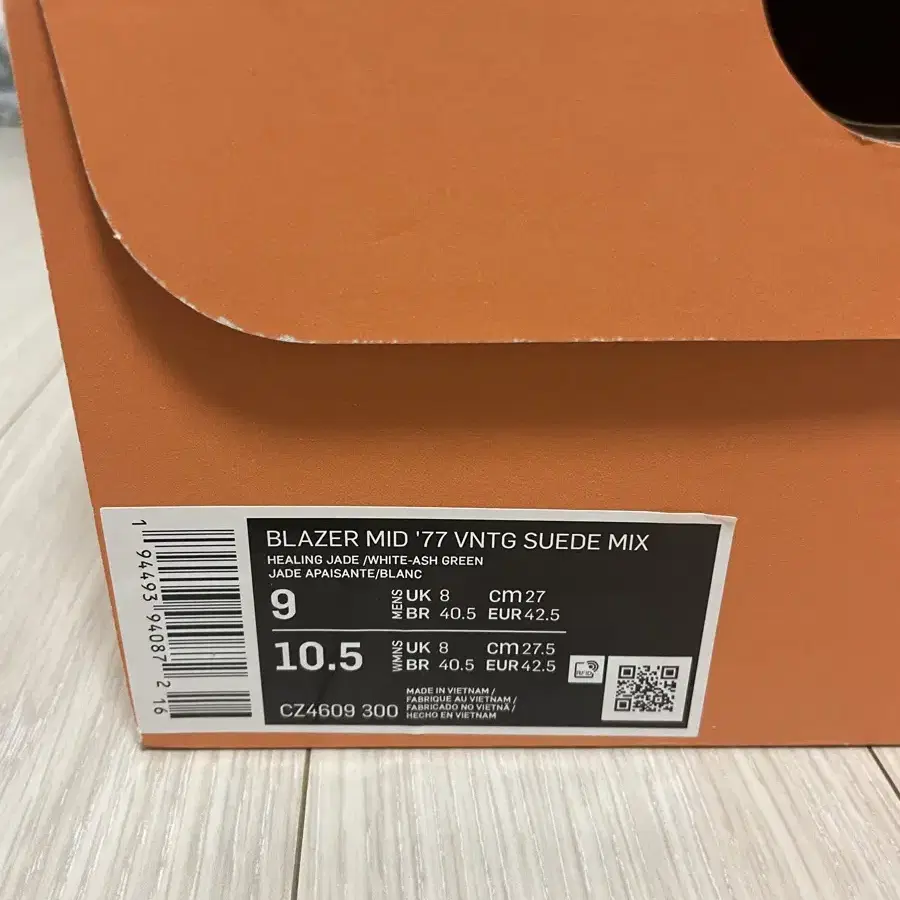 BLAZER MID '77 VNTG SUEDE MIX
HEALING JADE /WHITE-ASH GREEN
JADE APAISANTE/BLANC
9 MENS UK 8 cm 27
BR 40.5 EUR 42.5
10.5 WMNS UK 8 cm 27.5
BR 40.5 EUR 42.5
CZ4609 300
MADE IN VIETNAM /
FABRIQUE AU VIETNAM /
FABRICADO NO VIETNÃ /
HECHO EN VIETNAM
1 94493 94087 2 16